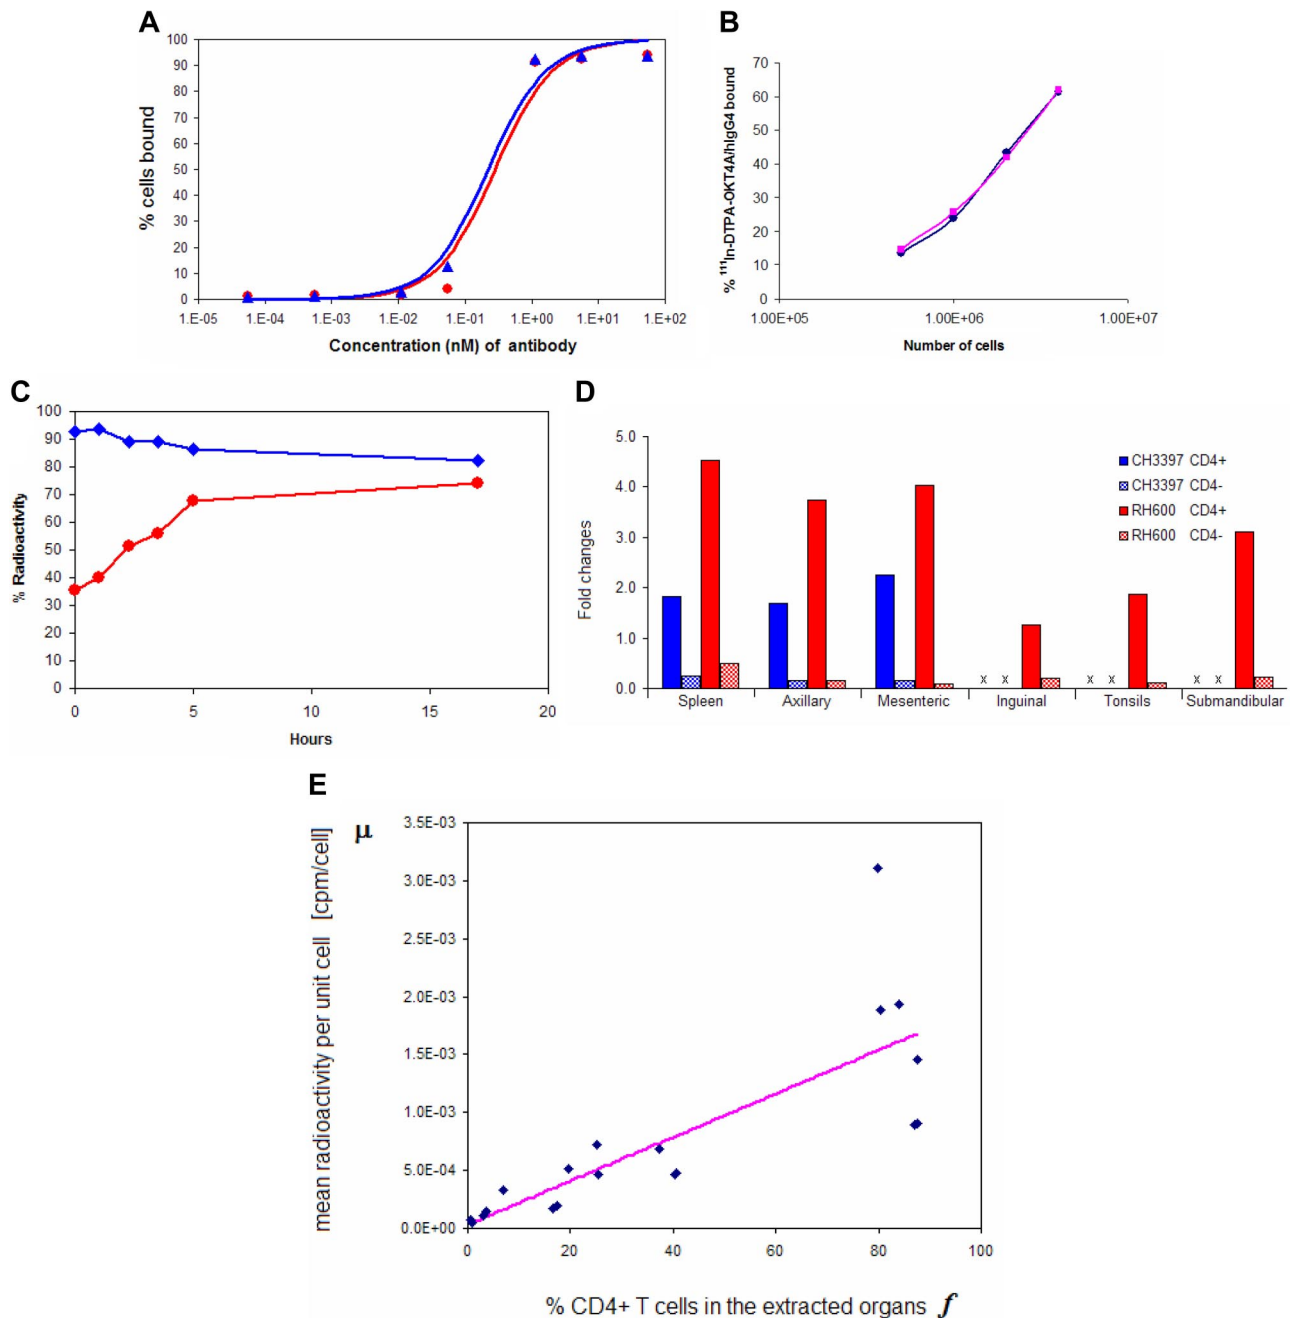 A
100
90
80
70
60
50
40
30
20
10
0
% cells bound
1.E-05 1.E-04 1.E-03 1.E-02 1.E-01 1.E+00 1.E+01 1.E+02
Concentration (nM) of antibody
B
70
60
50
40
30
20
10
0
% ¹¹¹In-DTPA-OKT4A/hIgG4 bound
1.00E+05 1.00E+06 1.00E+07
Number of cells
C
100
90
80
70
60
50
40
30
20
10
0
% Radioactivity
0 5 10 15 20
Hours
D
5.0
4.0
3.0
2.0
1.0
0.0
Fold changes
CH3397 CD4+
CH3397 CD4-
RH600 CD4+
RH600 CD4-
x x x x x x
Spleen Axillary Mesenteric Inguinal Tonsils Submandibular
E
μ
3.5E-03
3.0E-03
2.5E-03
2.0E-03
1.5E-03
1.0E-03
5.0E-04
0.0E+00
mean radioactivity per unit cell [cpm/cell]
0 20 40 60 80 100
% CD4+ T cells in the extracted organs f